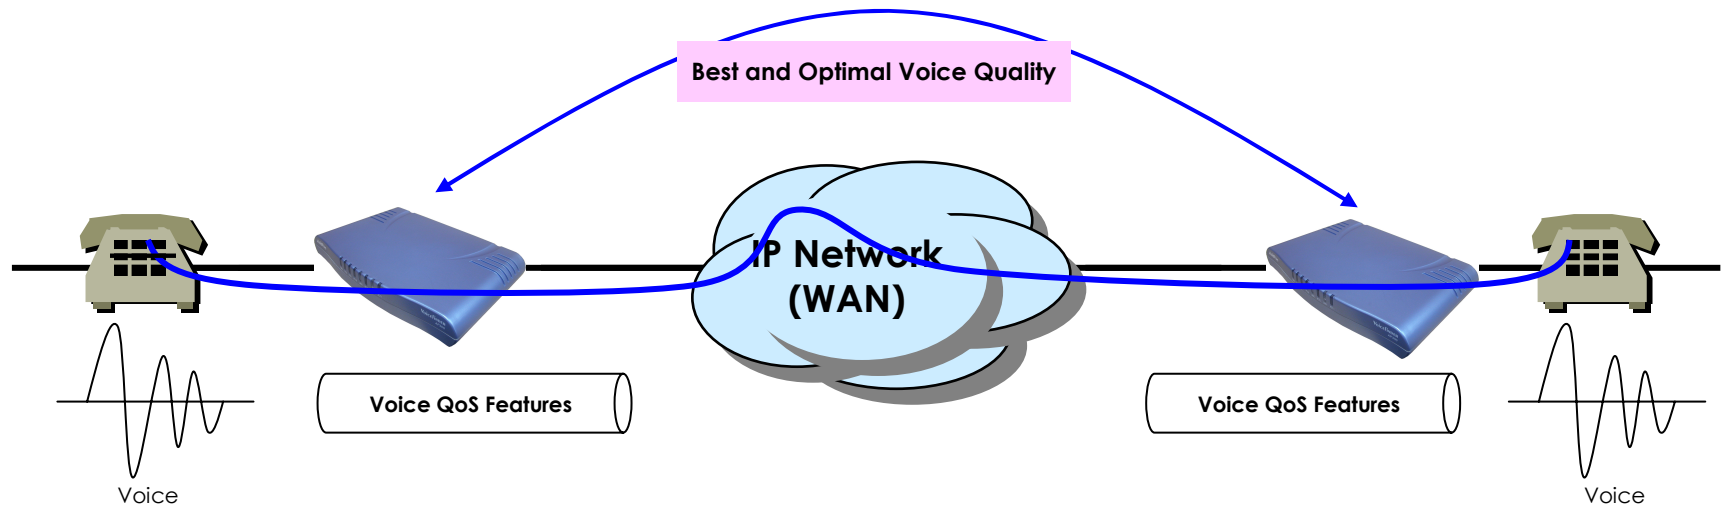 Best and Optimal Voice Quality
IP Network
(WAN)
Voice QoS Features
Voice QoS Features
Voice
Voice